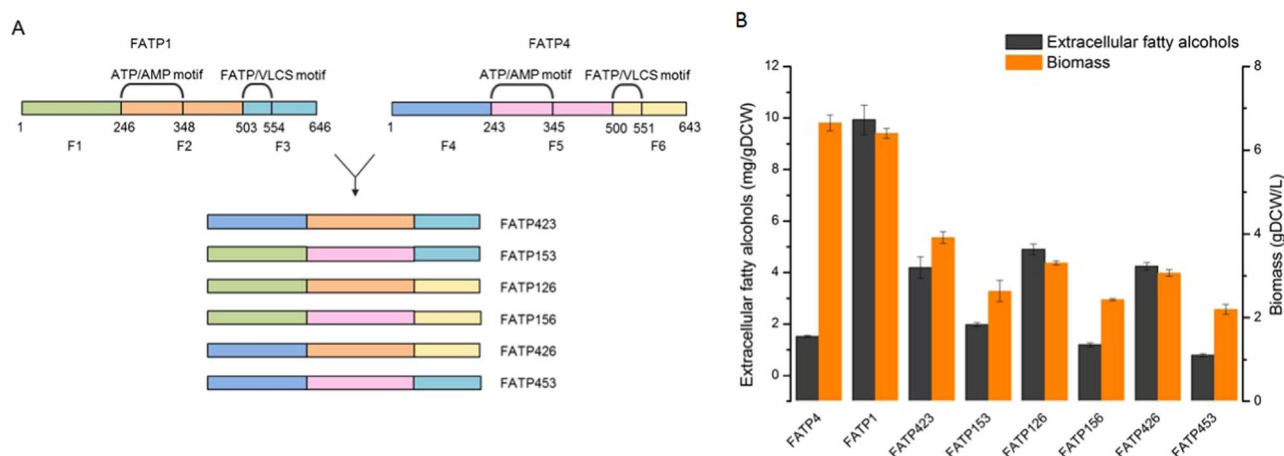 A
FATP1
FATP4
ATP/AMP motif
FATP/VLCS motif
ATP/AMP motif
FATP/VLCS motif
1 246 348 503 554 646
F1 F2 F3
1 243 345 500 551 643
F4 F5 F6
FATP423
FATP153
FATP126
FATP156
FATP426
FATP453
B
Extracellular fatty alcohols
Biomass
Extracellular fatty alcohols (mg/gDCW)
12
10
8
6
4
2
0
8
6
4
2
0
Biomass (gDCW/L)
FATP4
FATP1
FATP423
FATP153
FATP126
FATP156
FATP426
FATP453